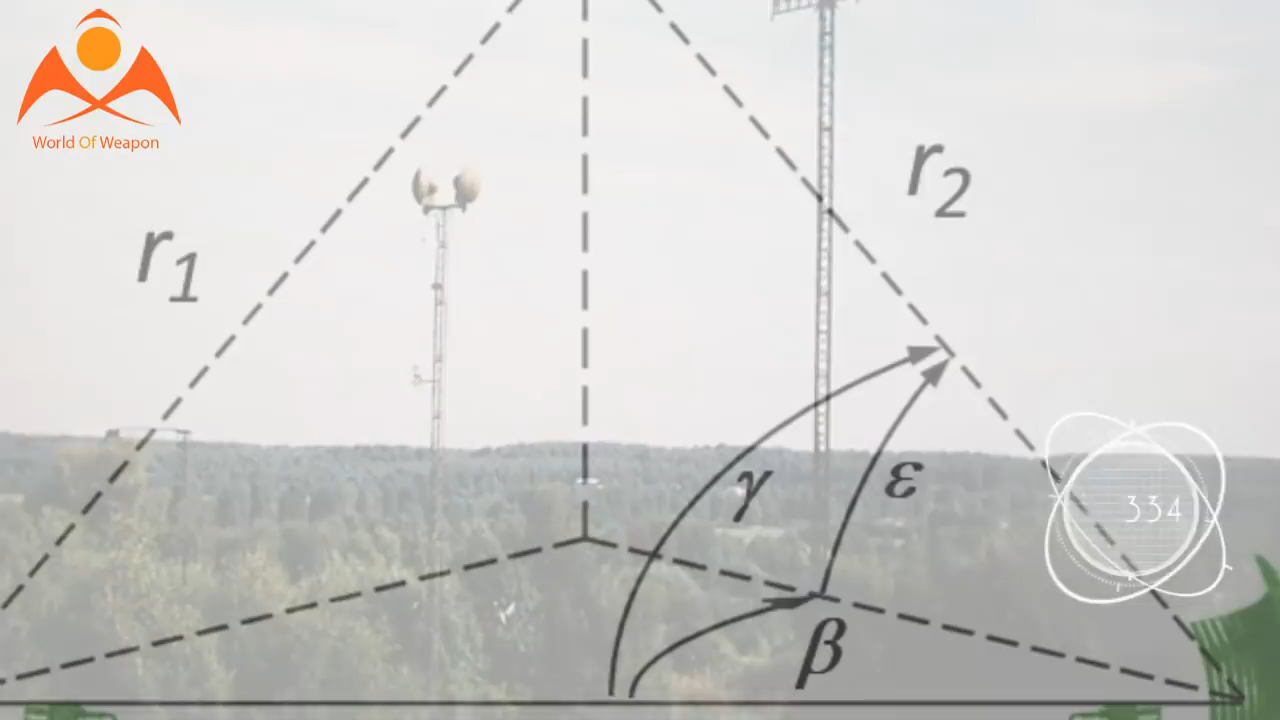 World Of Weapon
r2
r1
γ
ε
334
β